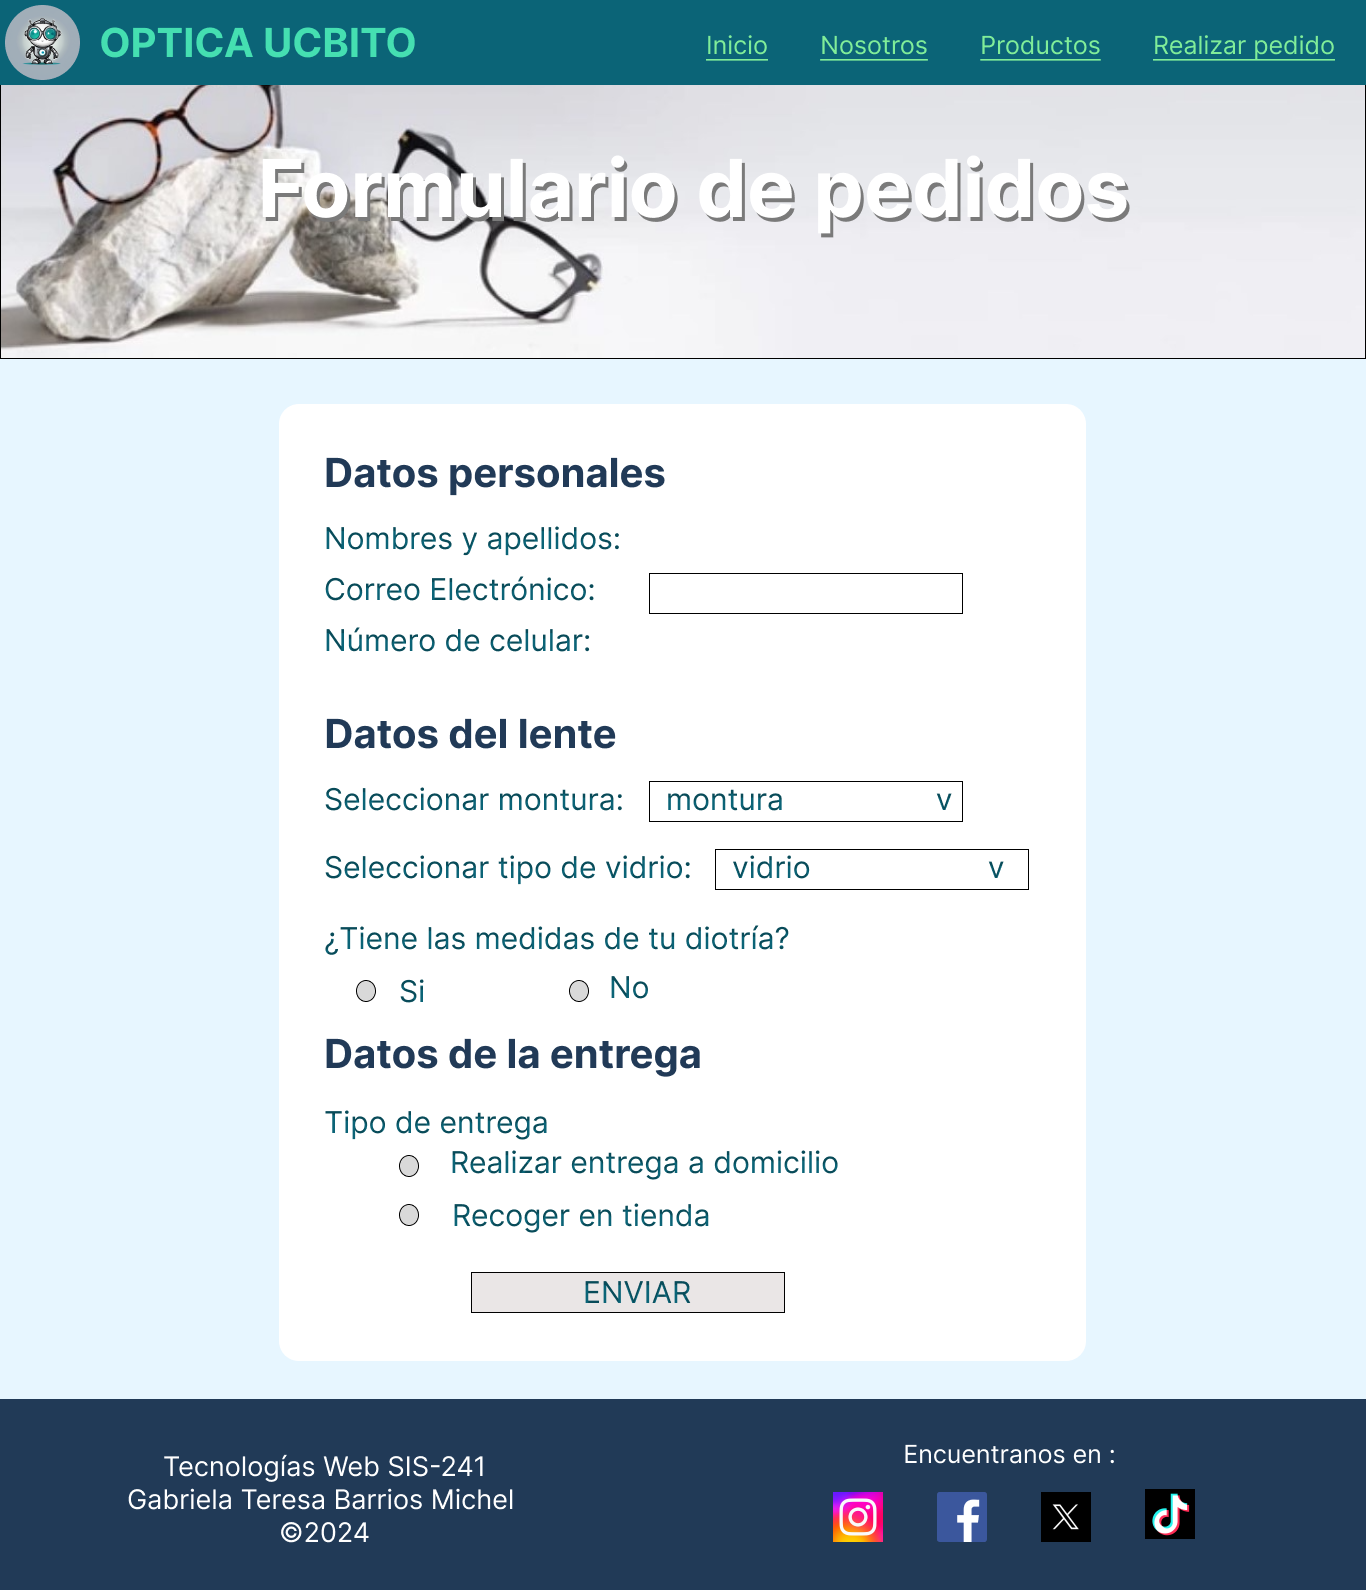 OPTICA UCBITO
Inicio
Nosotros
Productos
Realizar pedido
Formulario de pedidos
Datos personales
Nombres y apellidos:
Correo Electrónico:
Número de celular:
Datos del lente
Seleccionar montura:
montura
v
Seleccionar tipo de vidrio:
vidrio
v
¿Tiene las medidas de tu diotría?
Si
No
Datos de la entrega
Tipo de entrega
Realizar entrega a domicilio
Recoger en tienda
ENVIAR
Tecnologías Web SIS-241
Gabriela Teresa Barrios Michel
©2024
Encuentranos en :